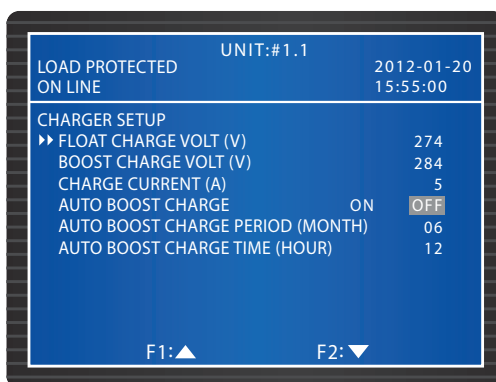 UNIT:#1.1
LOAD PROTECTED 2012-01-20
ON LINE 15:55:00
CHARGER SETUP
FLOAT CHARGE VOLT (V) 274
BOOST CHARGE VOLT (V) 284
CHARGE CURRENT (A) 5
AUTO BOOST CHARGE ON OFF
AUTO BOOST CHARGE PERIOD (MONTH) 06
AUTO BOOST CHARGE TIME (HOUR) 12
F1:▲ F2:▼